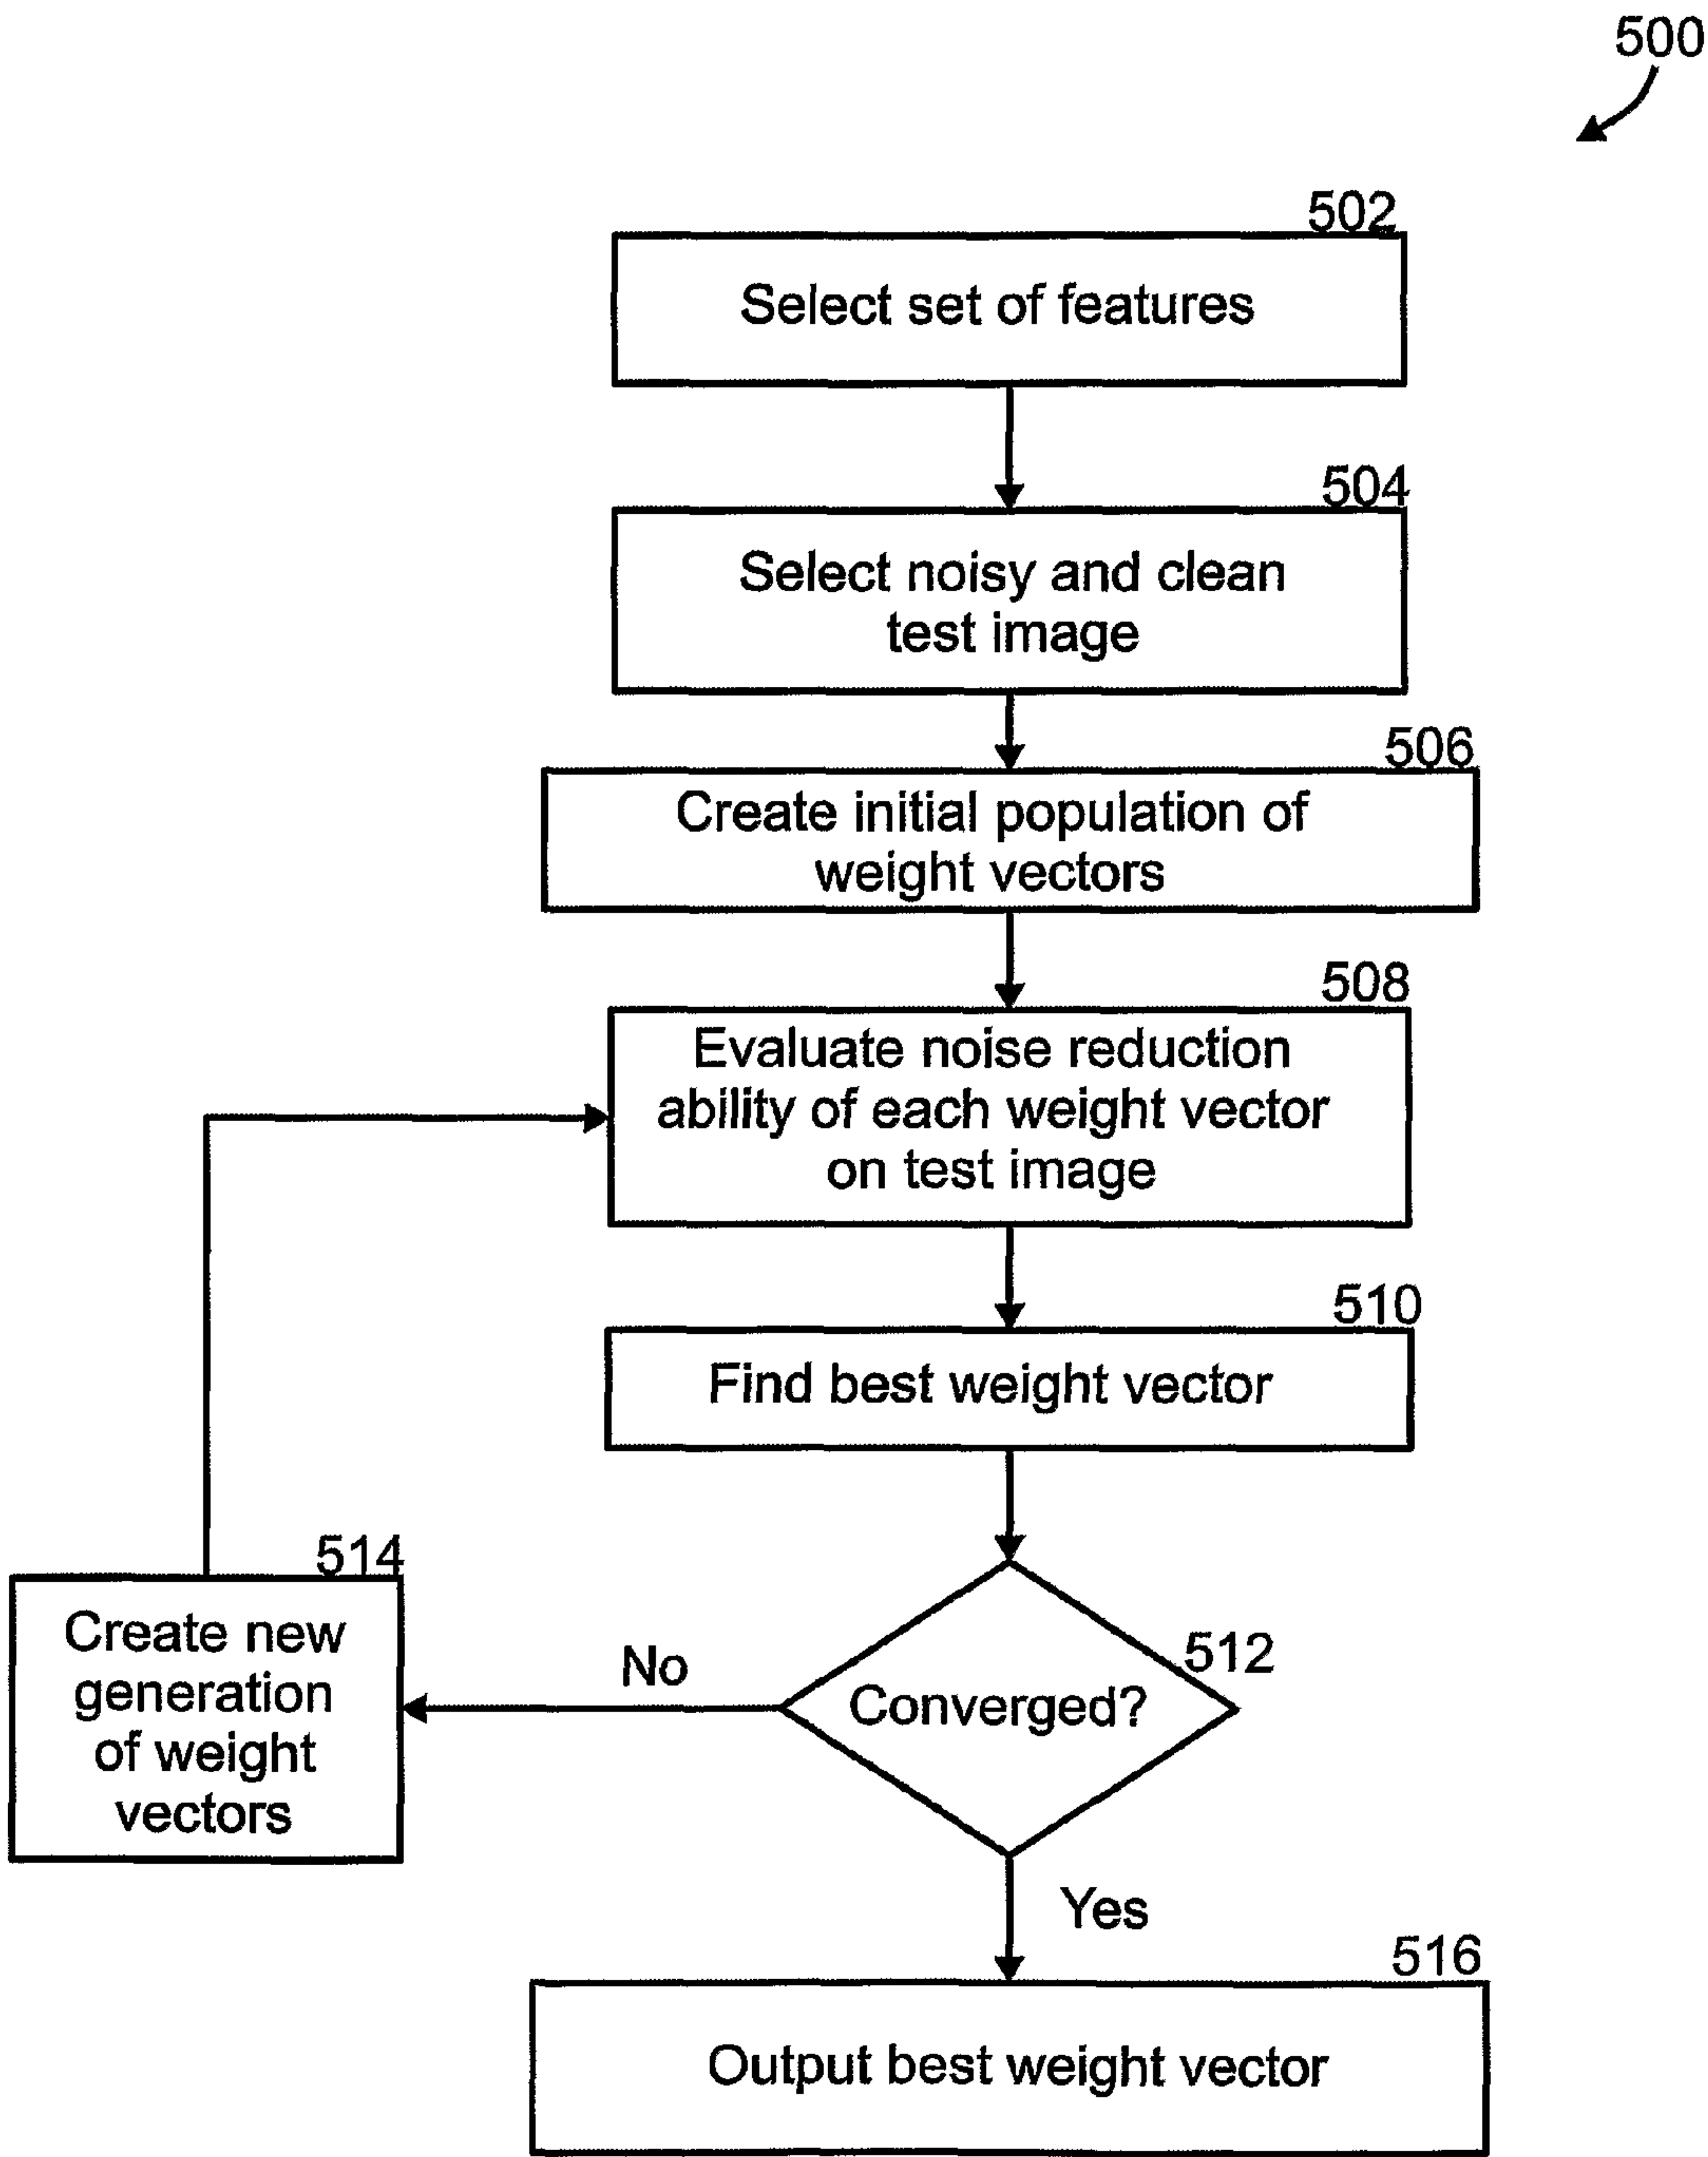 500
502
Select set of features
504
Select noisy and clean
test image
506
Create initial population of
weight vectors
508
Evaluate noise reduction
ability of each weight vector
on test image
510
Find best weight vector
514
Create new
generation
of weight
vectors
No
512
Converged?
Yes
516
Output best weight vector